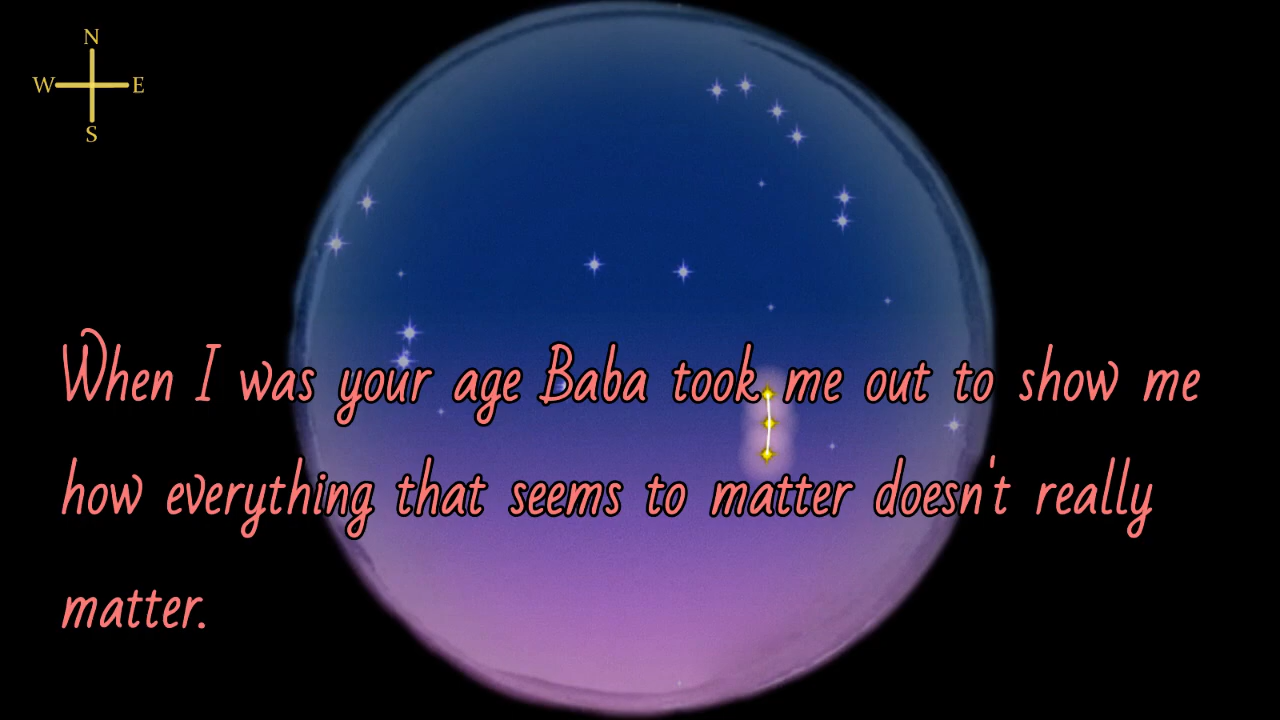 N
W E
S
When I was your age Baba took me out to show me
how everything that seems to matter doesn't really
matter.